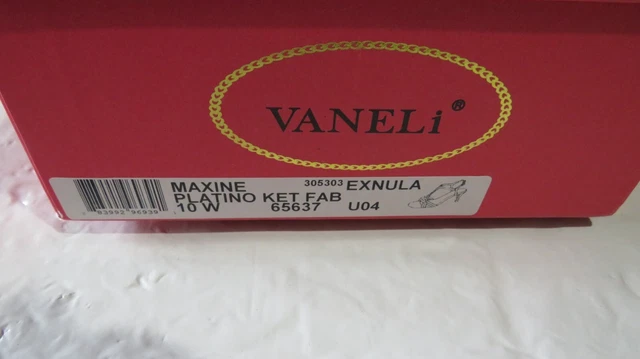 VANELi®
MAXINE 305303 EXNULA
PLATINO KET FAB
10 W 65637 U04